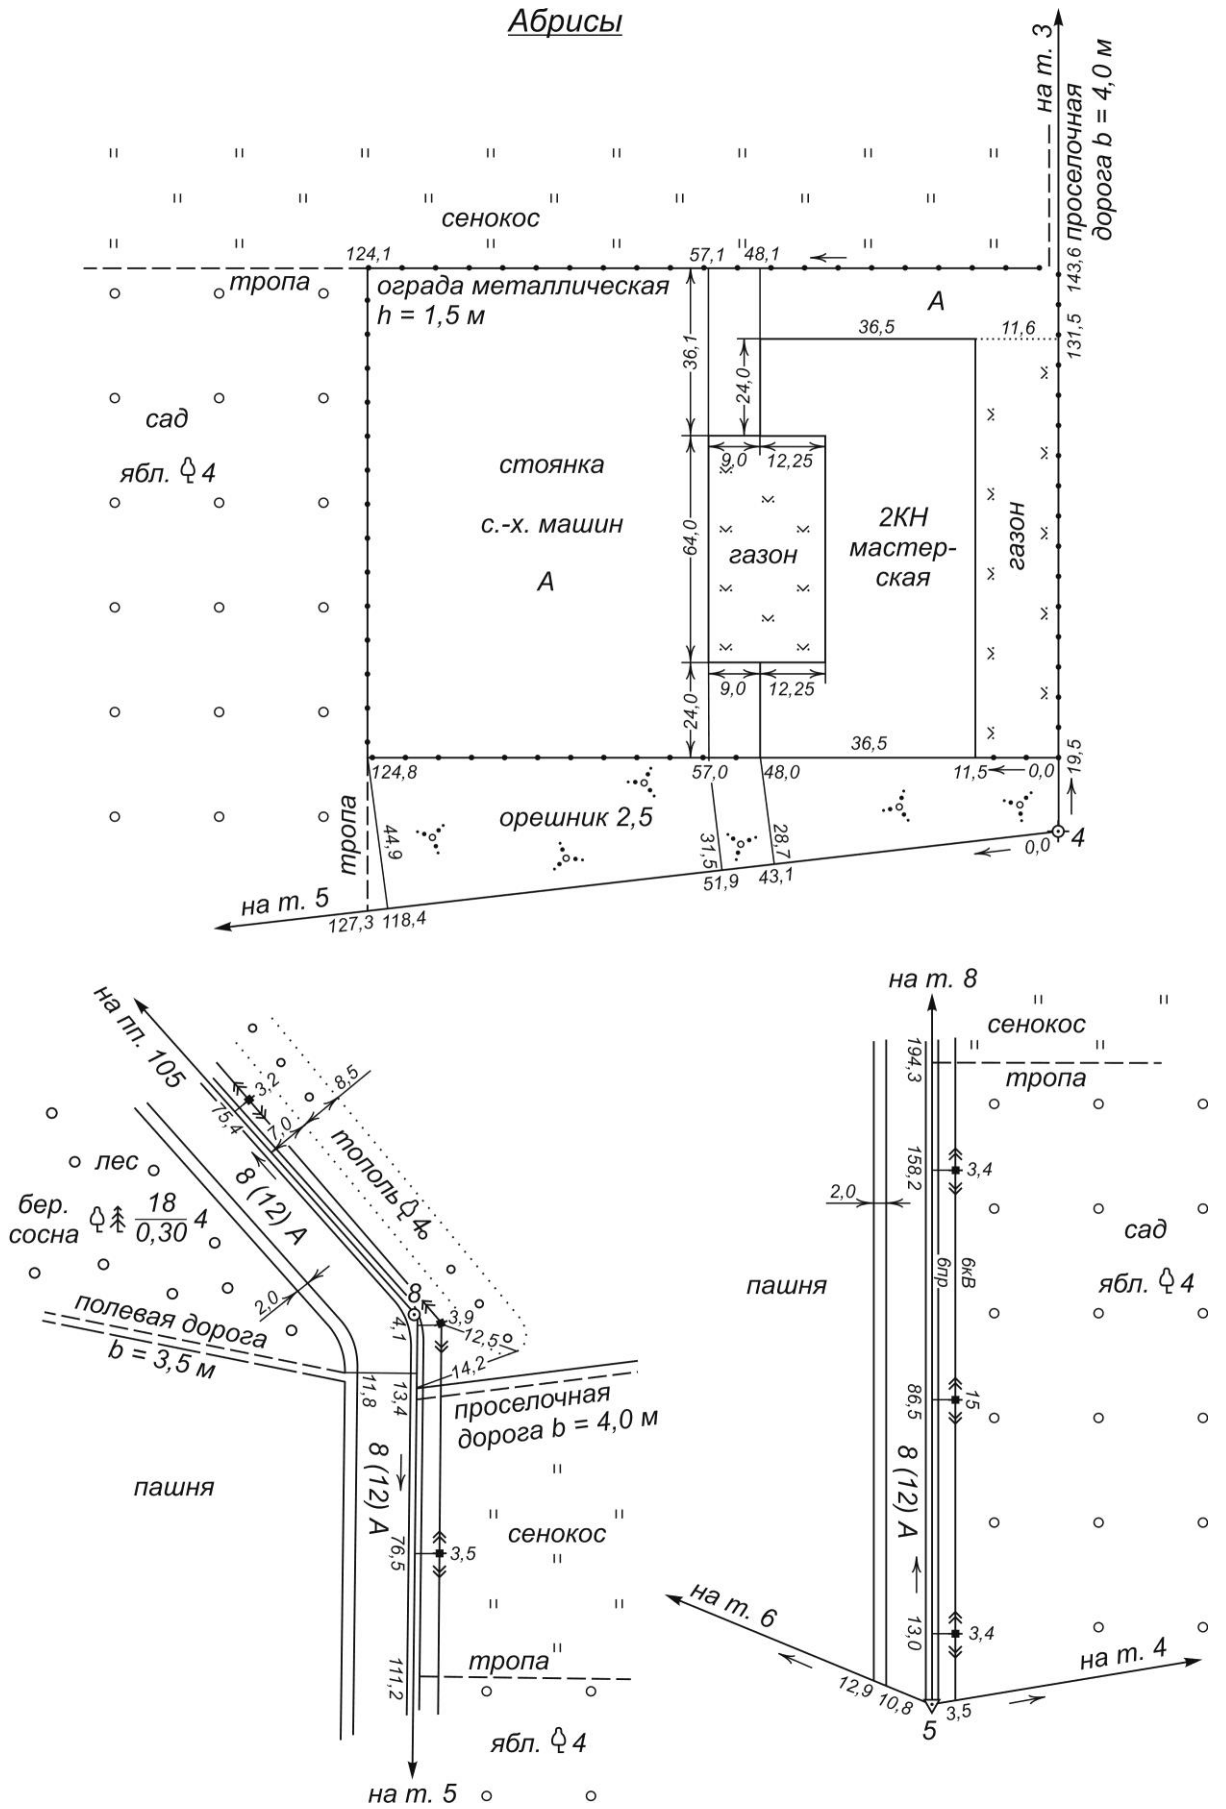 Абрисы
на т. 3
проселочная
дорога b = 4,0 м
сенокос
124,1
57,1
48,1
143,6
тропа
ограда металлическая
h = 1,5 м
А
36,5
11,6
131,5
36,1
24,0
сад
ябл. 4
стоянка
с.-х. машин
А
9,0
12,25
64,0
газон
2КН
мастер-
ская
газон
9,0
12,25
24,0
36,5
19,5
124,8
57,0
48,0
11,5
0,0
тропа
44,9
орешник 2,5
31,5
28,7
0,0
4
на т. 5
127,3
118,4
51,9
43,1
на пп. 105
3,2
8,5
75,4
7,0
тополь 4
лес
бер.
сосна
18
0,30
4
8 (12) А
2,0
полевая дорога
b = 3,5 м
8
4,1
3,9
12,5
14,2
11,8
13,4
проселочная
дорога b = 4,0 м
пашня
8 (12) А
76,5
3,5
сенокос
111,2
тропа
ябл. 4
на т. 5
на т. 8
194,3
сенокос
тропа
158,2
3,4
2,0
сад
пашня
6пр
6кВ
ябл. 4
86,5
15
8 (12) А
на т. 6
13,0
3,4
на т. 4
12,9
10,8
3,5
5